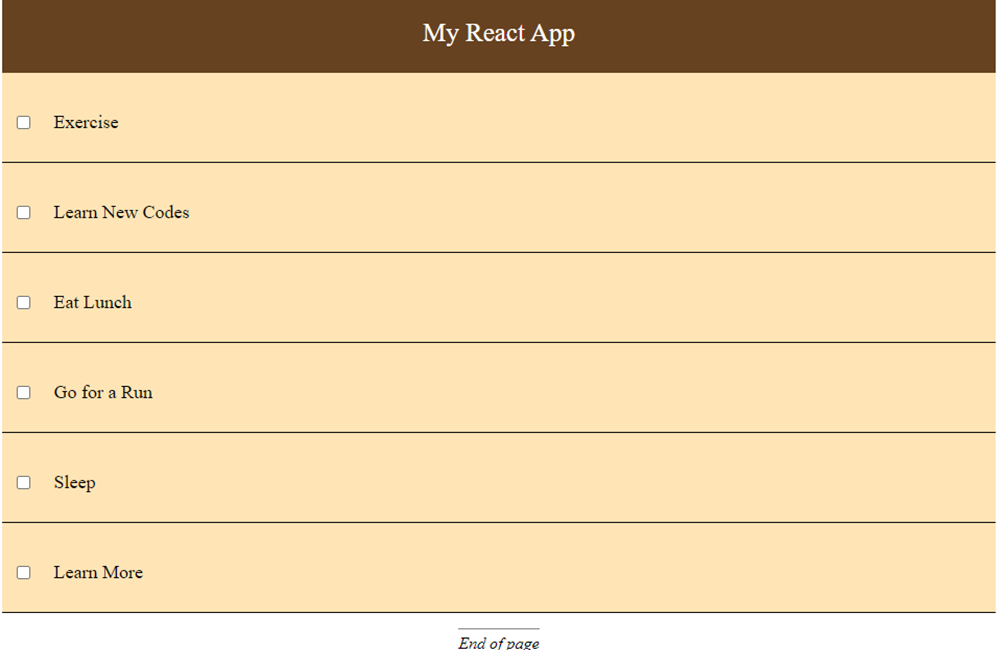 My React App
Exercise
Learn New Codes
Eat Lunch
Go for a Run
Sleep
Learn More
End of page